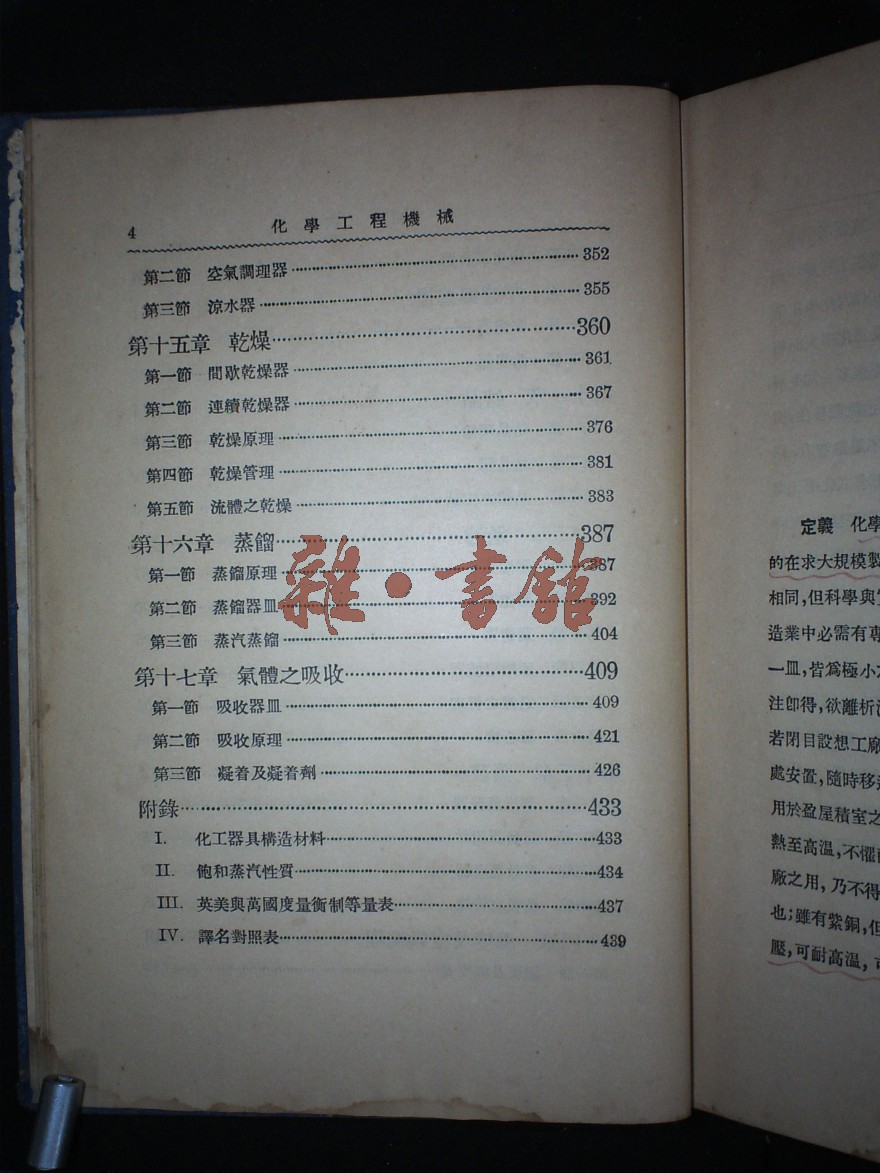 4 化學工程機械
第二節 空氣調理器 352
第三節 涼水器 355
第十五章 乾燥 360
第一節 間歇乾燥器 361
第二節 連續乾燥器 367
第三節 乾燥原理 376
第四節 乾燥管理 381
第五節 流體之乾燥 383
第十六章 蒸餾 387
第一節 蒸餾原理 387
第二節 蒸餾器皿 392
第三節 蒸汽蒸餾 404
第十七章 氣體之吸收 409
第一節 吸收器皿 409
第二節 吸收原理 421
第三節 凝着及凝着劑 426
附錄 433
I. 化工器具構造材料 433
II. 飽和蒸汽性質 434
III. 英美與萬國度量衡制等量表 437
IV. 譯名對照表 439
雜·書館
定義 化學
的在求大規模製
相同,但科學與
造業中必需有專
一皿,皆爲極小
注卽得,欲離析
若閉目設想工廠
處安置,隨時移
用於盈屋積室之
熱至高溫,不懼
廠之用,乃不得
也;雖有紫銅,但
壓,可耐高溫,